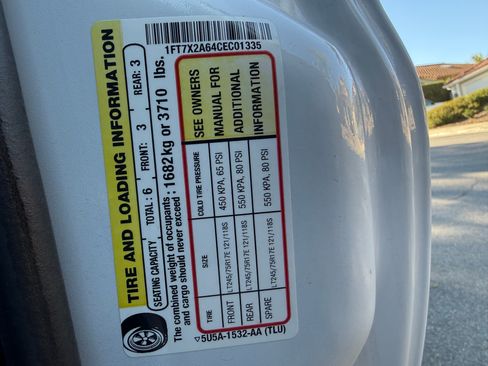 1FT7X2A64CEC01335
TIRE AND LOADING INFORMATION
SEATING CAPACITY TOTAL: 6 FRONT: 3 REAR: 3
The combined weight of occupants
and cargo should never exceed : 1682 kg or 3710 lbs.
TIRE SIZE COLD TIRE PRESSURE
FRONT LT245/75R17E 121/118S 450 KPA, 65 PSI
REAR LT245/75R17E 121/118S 550 KPA, 80 PSI
SPARE LT245/75R17E 121/118S 550 KPA, 80 PSI
SEE OWNERS
MANUAL FOR
ADDITIONAL
INFORMATION
5U5A-1532-AA (TLU)